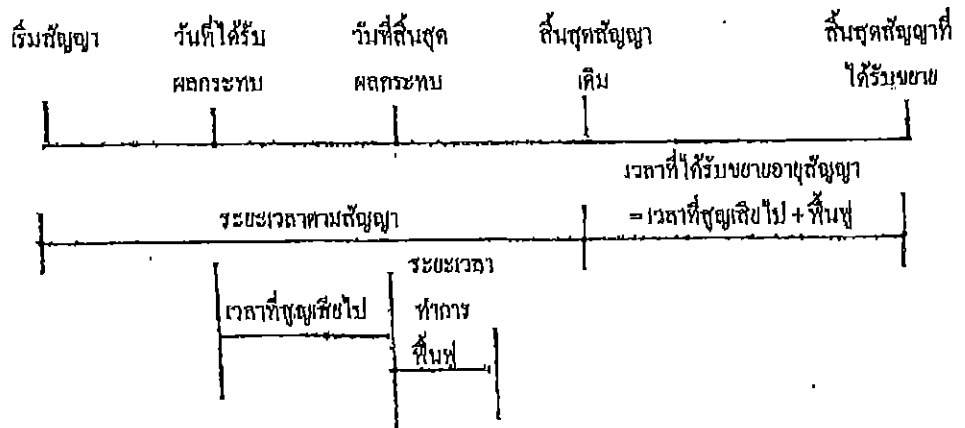 เริ่มสัญญา วันที่ได้รับ วันที่สิ้นสุด สิ้นสุดสัญญา สิ้นสุดสัญญาที่
ผลกระทบ ผลกระทบ เดิม ได้รับขยาย
เวลาที่ได้รับขยายอายุสัญญา
ระยะเวลาตามสัญญา = เวลาที่สูญเสียไป + ฟื้นฟู
ระยะเวลา
เวลาที่สูญเสียไป ทำการ
ฟื้นฟู